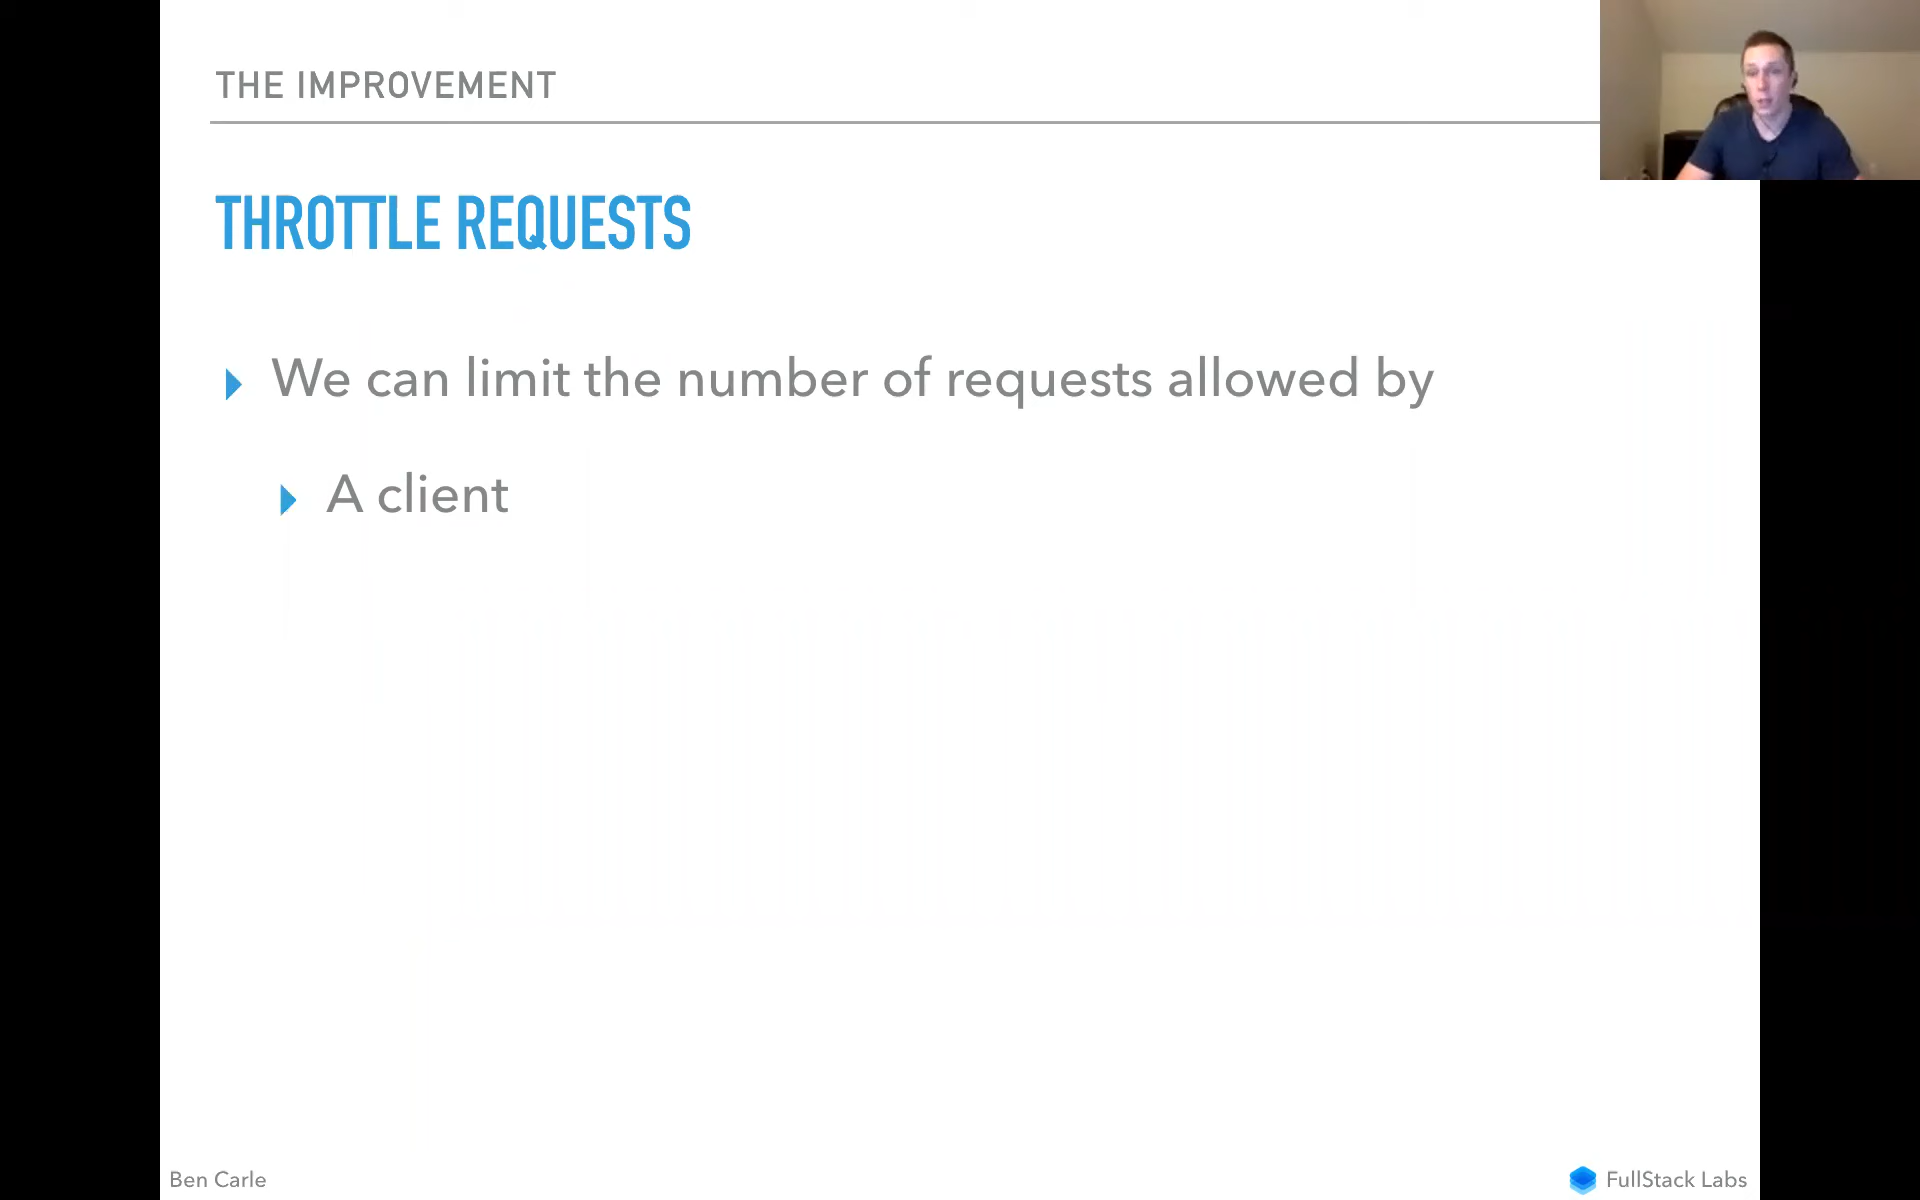 THE IMPROVEMENT
THROTTLE REQUESTS
We can limit the number of requests allowed by
A client
Ben Carle
FullStack Labs